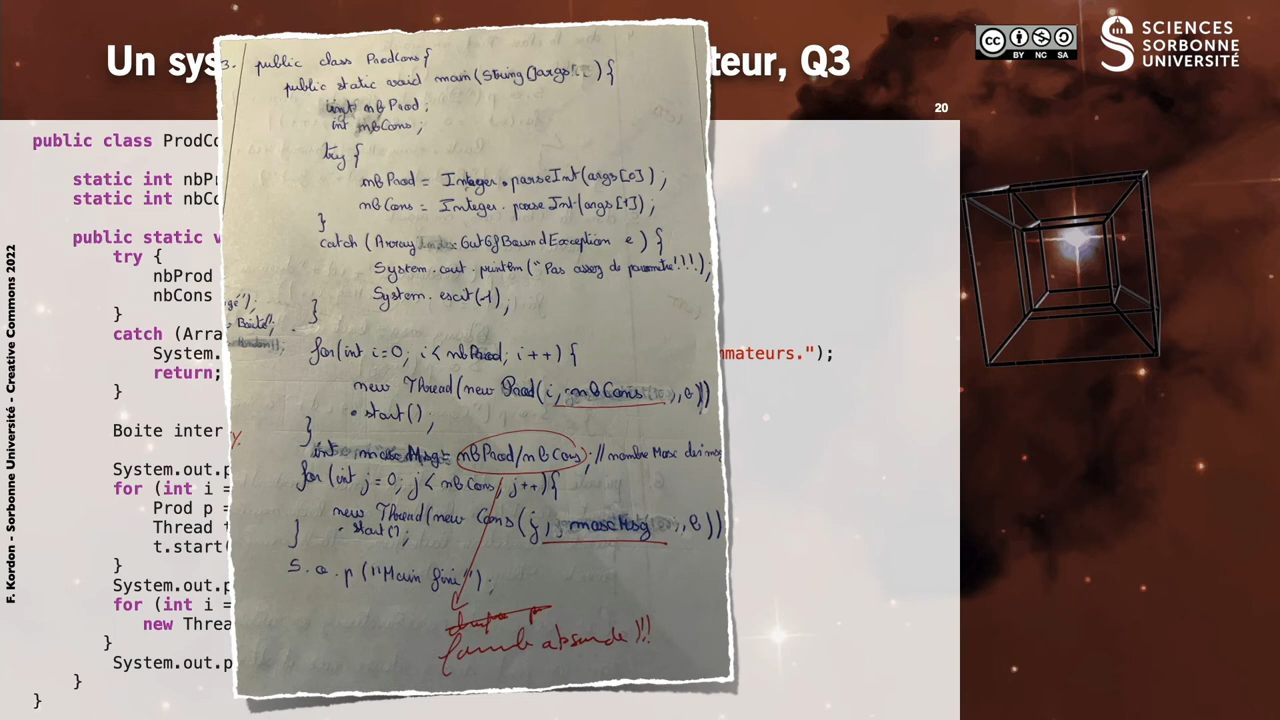 Un sys
teur, Q3
CC BY NC SA
SCIENCES
SORBONNE
UNIVERSITÉ
20
F. Kordon - Sorbonne Université - Creative Commons 2022
public class ProdCo
static int nbPr
static int nbCo
public static v
try {
nbProd
nbCons
}
catch (Arra
System.
nmateurs.");
return;
}
Boite inter
System.out.p
for (int i =
Prod p =
Thread t
t.start(
}
System.out.p
for (int i =
new Threa
}
System.out.p
}
}
3. public class ProdCons {
public static void main (String []args) {
int nbProd;
int nbCons;
try {
nbProd = Integer.parseInt(args[0]);
nbCons = Integer.parseInt(args[1]);
}
catch (ArrayIndexOutOfBoundException e) {
System.out.println("Pas assez de paramètre!!!");
System.exit(-1);
}
for(int i=0; i < nbProd; i++) {
new Thread(new Prod(i, nbCons, b))
.start();
}
int maxMsg = nbProd/nbCons; // nombre Max des msg
for (int j=0; j < nbCons; j++) {
new Thread(new Cons(j, maxMsg, b))
} .start();
S.o.p ("Main fini");
absurde !!!